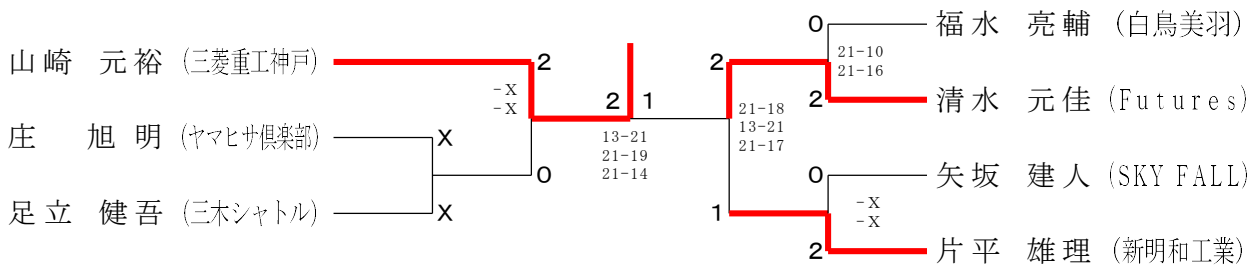 山崎 元裕 (三菱重工神戸)
庄 旭明 (ヤマヒサ倶楽部)
足立 健吾 (三木シャトル)
2
-X
-X
X
0
X
2 1
13-21
21-19
21-14
2
21-18
13-21
21-17
1
0
21-10
21-16
2
0
-X
-X
2
福水 亮輔 (白鳥美羽)
清水 元佳 (Futures)
矢坂 建人 (SKY FALL)
片平 雄理 (新明和工業)